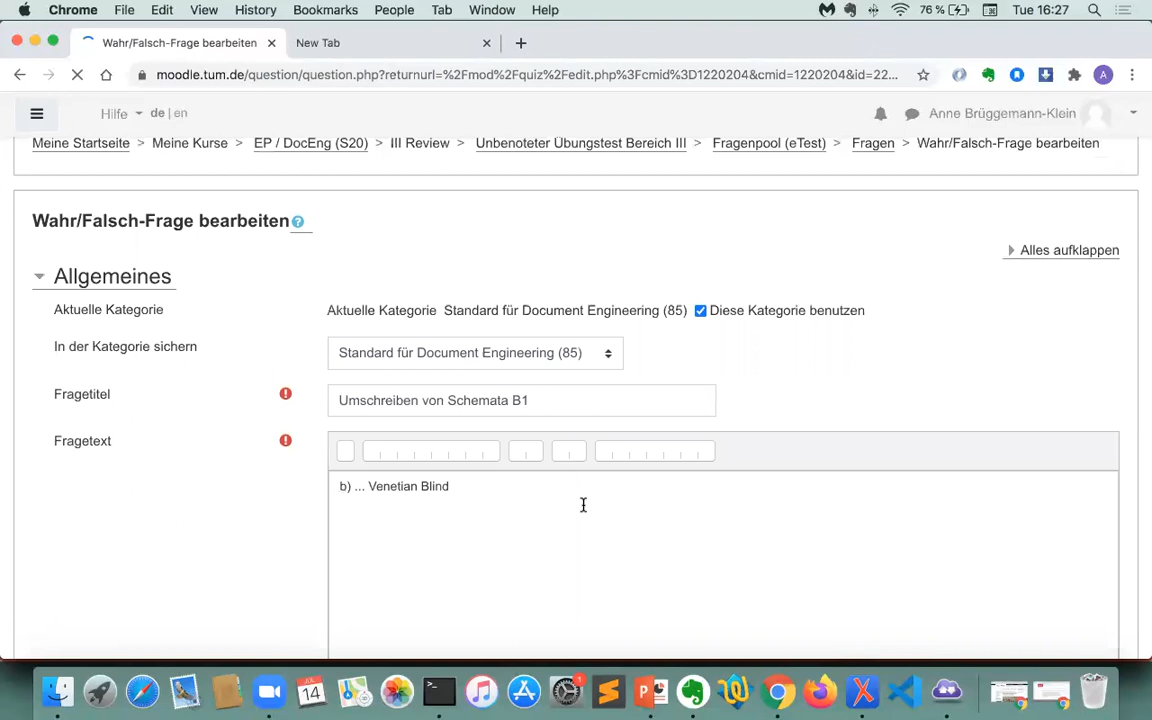 Chrome File Edit View History Bookmarks People Tab Window Help 76 % Tue 16:27
Wahr/Falsch-Frage bearbeiten New Tab
moodle.tum.de/question/question.php?returnurl=%2Fmod%2Fquiz%2Fedit.php%3Fcmid%3D1220204&cmid=1220204&id=22... A
Hilfe de | en Anne Brüggemann-Klein
Meine Startseite > Meine Kurse > EP / DocEng (S20) > III Review > Unbenoteter Übungstest Bereich III > Fragenpool (eTest) > Fragen > Wahr/Falsch-Frage bearbeiten
Wahr/Falsch-Frage bearbeiten ?
Alles aufklappen
Allgemeines
Aktuelle Kategorie Aktuelle Kategorie Standard für Document Engineering (85) Diese Kategorie benutzen
In der Kategorie sichern Standard für Document Engineering (85)
Fragetitel Umschreiben von Schemata B1
Fragetext
b) ... Venetian Blind
JUL 14 1